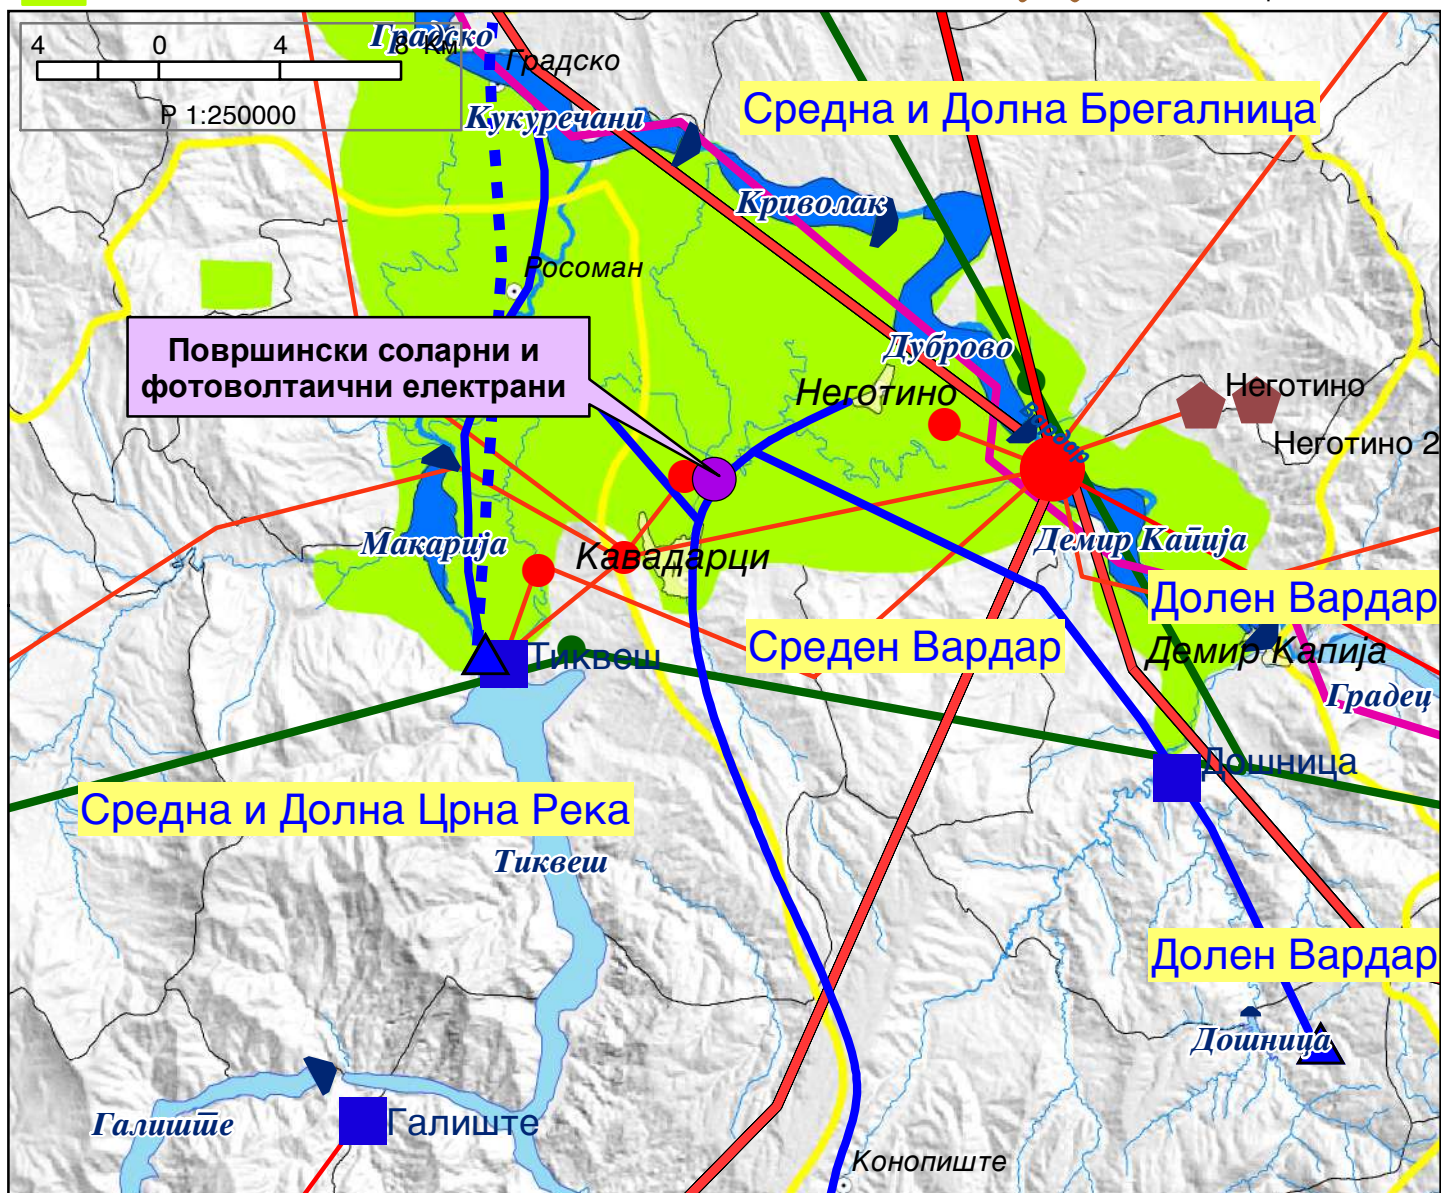 Градско
4 0 4 8 Км
Градско
Р 1:250000
Кукуречани
Средна и Долна Брегалница
Криволак
Росоман
Површински соларни и
фотоволтаични електрани
Дуброво
Неготино
Неготино
Вардар
Неготино 2
Макарија
Кавадарци
Демир Капија
Долен Вардар
Среден Вардар
Тиквеш
Демир Капија
Градец
Дошница
Средна и Долна Црна Река
Тиквеш
Долен Вардар
Дошница
Галиште
Галиште
Конопиште